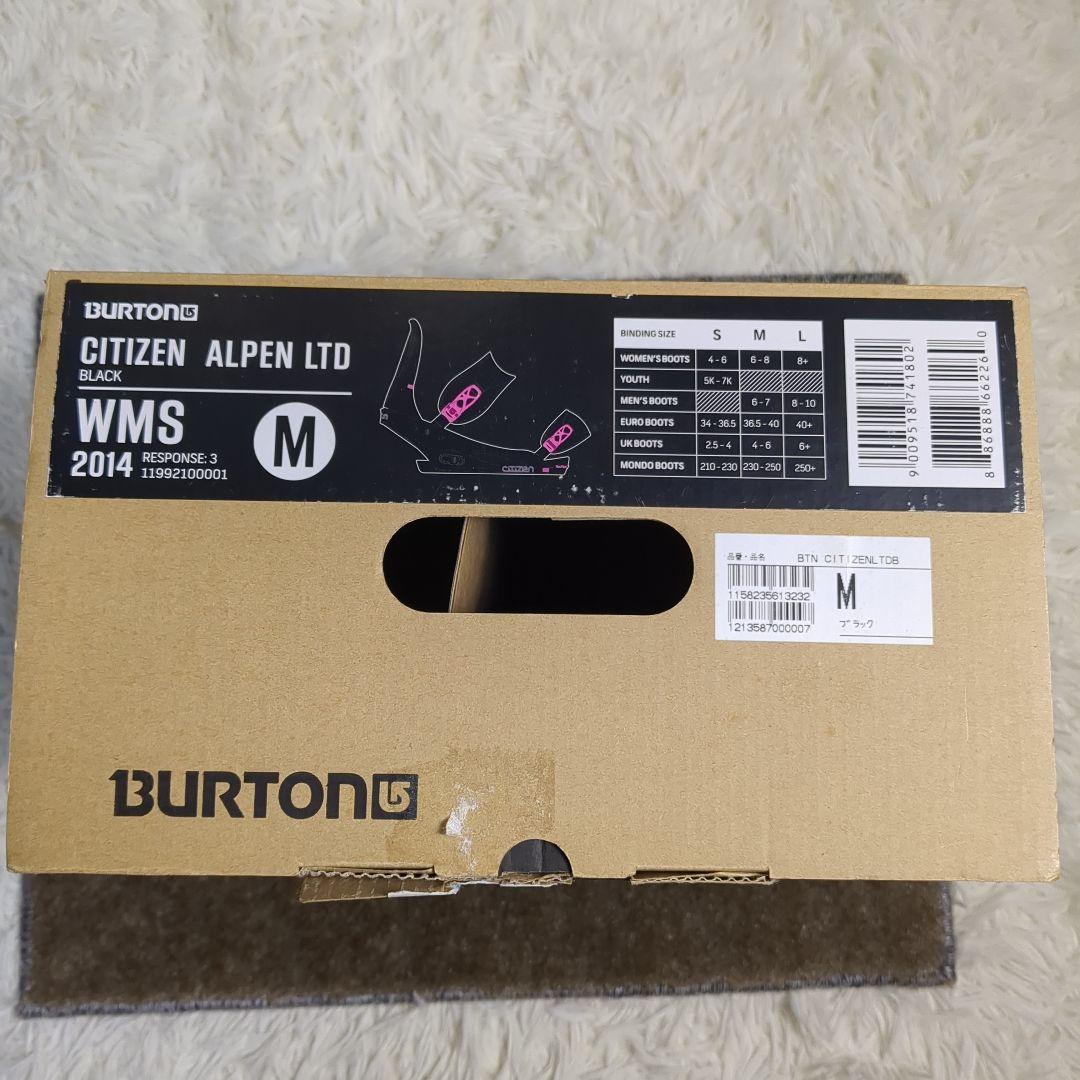 BURTON
CITIZEN ALPEN LTD
BLACK
WMS
M
2014 RESPONSE: 3
11992100001
CITIZEN
BINDING SIZE S M L
WOMEN'S BOOTS 4 - 6 6 - 8 8+
YOUTH 5K - 7K
MEN'S BOOTS 6 - 7 8 - 10
EURO BOOTS 34 - 36.5 36.5 - 40 40+
UK BOOTS 2.5 - 4 4 - 6 6+
MONDO BOOTS 210 - 230 230 - 250 250+
9 009518 741802
8 86888 66226 0
品番・品名 BTN CITIZENLTDB
1158235613232
M
1213587000007
ブラック
BURTON